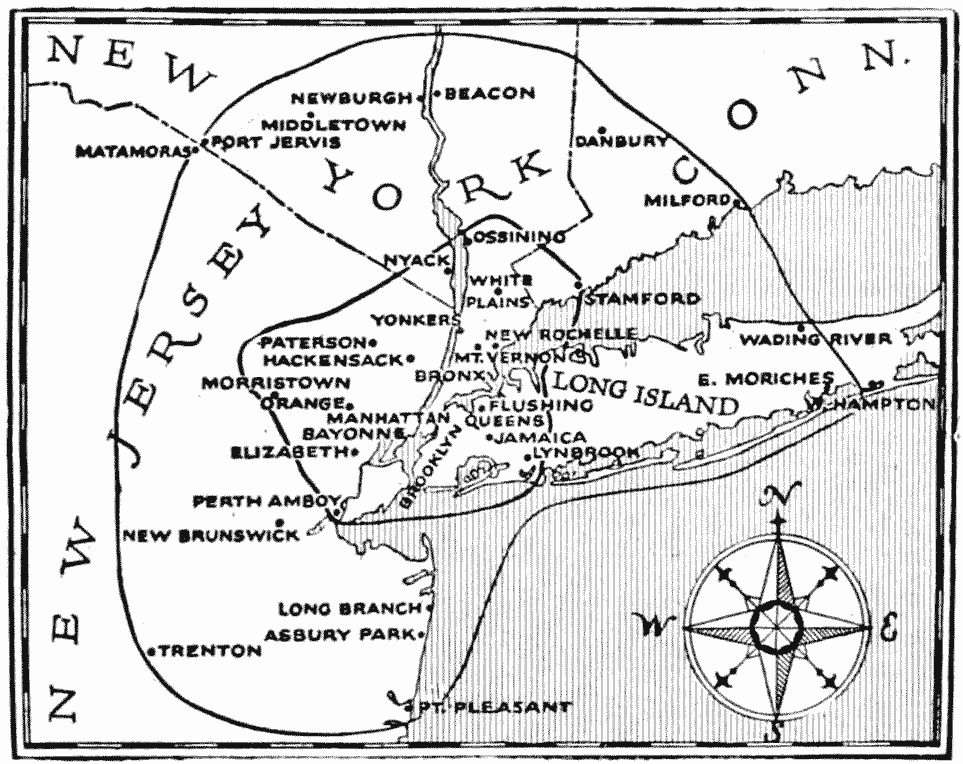 NEW YORK
CONN.
NEW JERSEY
NEWBURGH
BEACON
MIDDLETOWN
PORT JERVIS
MATAMORAS
DANBURY
MILFORD
OSSINING
NYACK
WHITE
PLAINS
STAMFORD
YONKERS
NEW ROCHELLE
WADING RIVER
PATERSON
HACKENSACK
MT. VERNON
BRONX
LONG ISLAND
E. MORICHES
MORRISTOWN
ORANGE
FLUSHING
W. HAMPTON
MANHATTAN
QUEENS
BAYONNE
JAMAICA
BROOKLYN
ELIZABETH
LYNBROOK
PERTH AMBOY
NEW BRUNSWICK
N
LONG BRANCH
W
E
ASBURY PARK
TRENTON
PT. PLEASANT
S